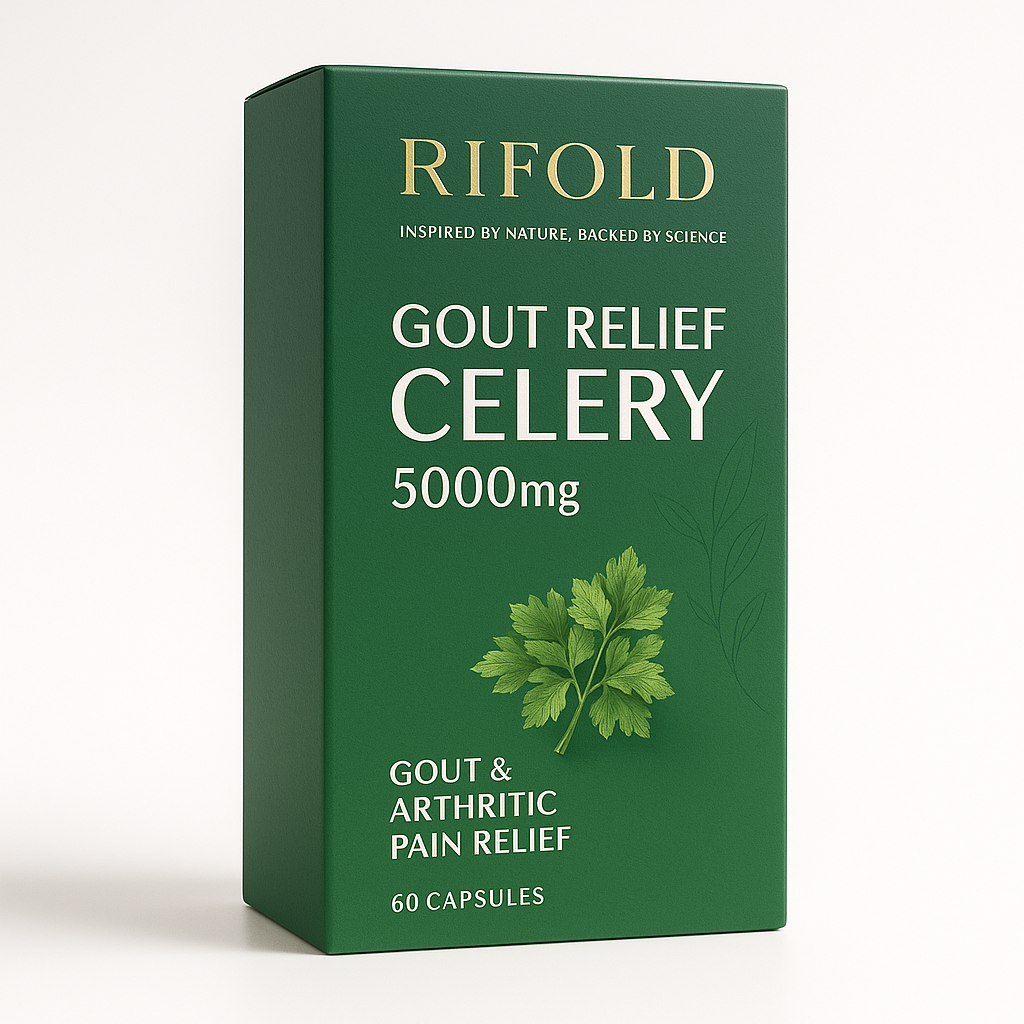 RIFOLD
INSPIRED BY NATURE, BACKED BY SCIENCE
GOUT RELIEF
CELERY
5000mg
GOUT &
ARTHRITIC
PAIN RELIEF
60 CAPSULES